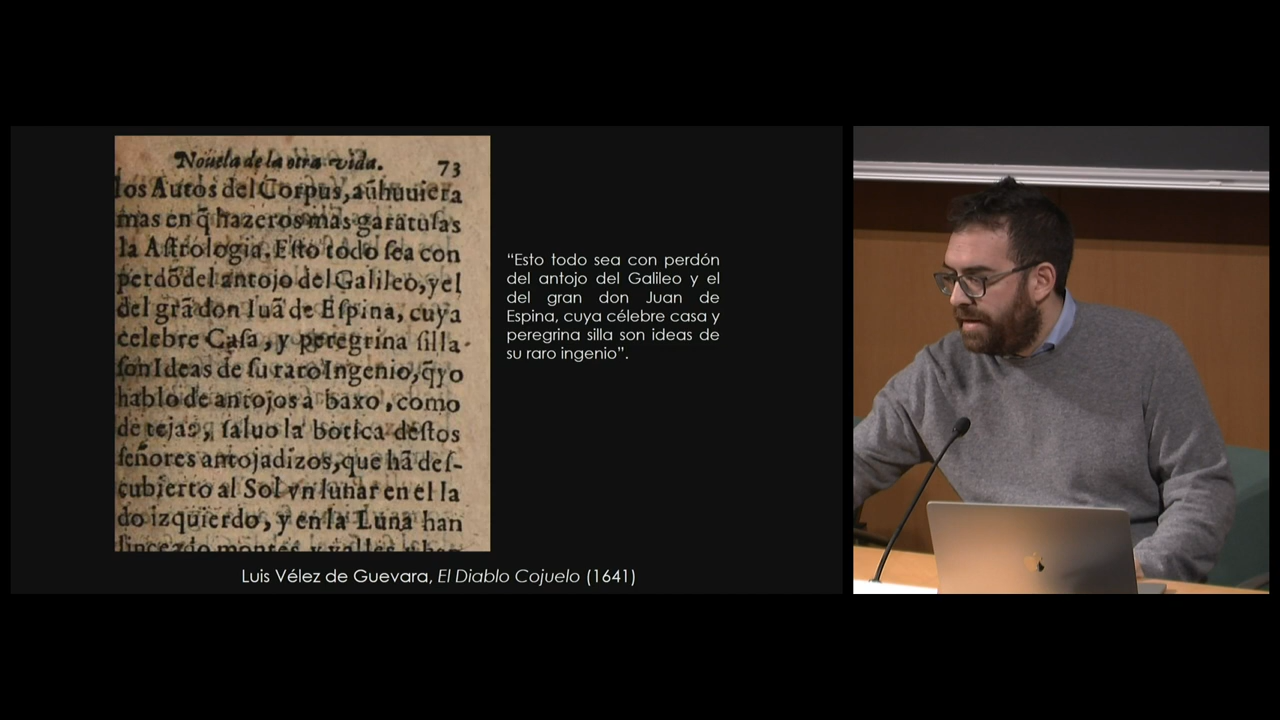 Nouela de la otra vida. 73
los Autos del Corpus, aũ huuiera
mas en q̃ hazeros mas garatuſas
la Aſtrologia. Eſto todo ſea con
perdõ del antojo del Galileo, y el
del grã don Iuã de Eſpina, cuya
celebre Caſa, y peregrina ſilla
ſon Ideas de ſu raro Ingenio, q̃ yo
hablo de antojos a baxo, como
de tejas, ſaluo la botica deſtos
ſeñores antojadizos, que hã deſ-
cubierto al Sol vn lunar en el la
do izquierdo, y en la Luna han
linceado montes, y valles
“Esto todo sea con perdón
del antojo del Galileo y el
del gran don Juan de
Espina, cuya célebre casa y
peregrina silla son ideas de
su raro ingenio”.
Luis Vélez de Guevara, El Diablo Cojuelo (1641)